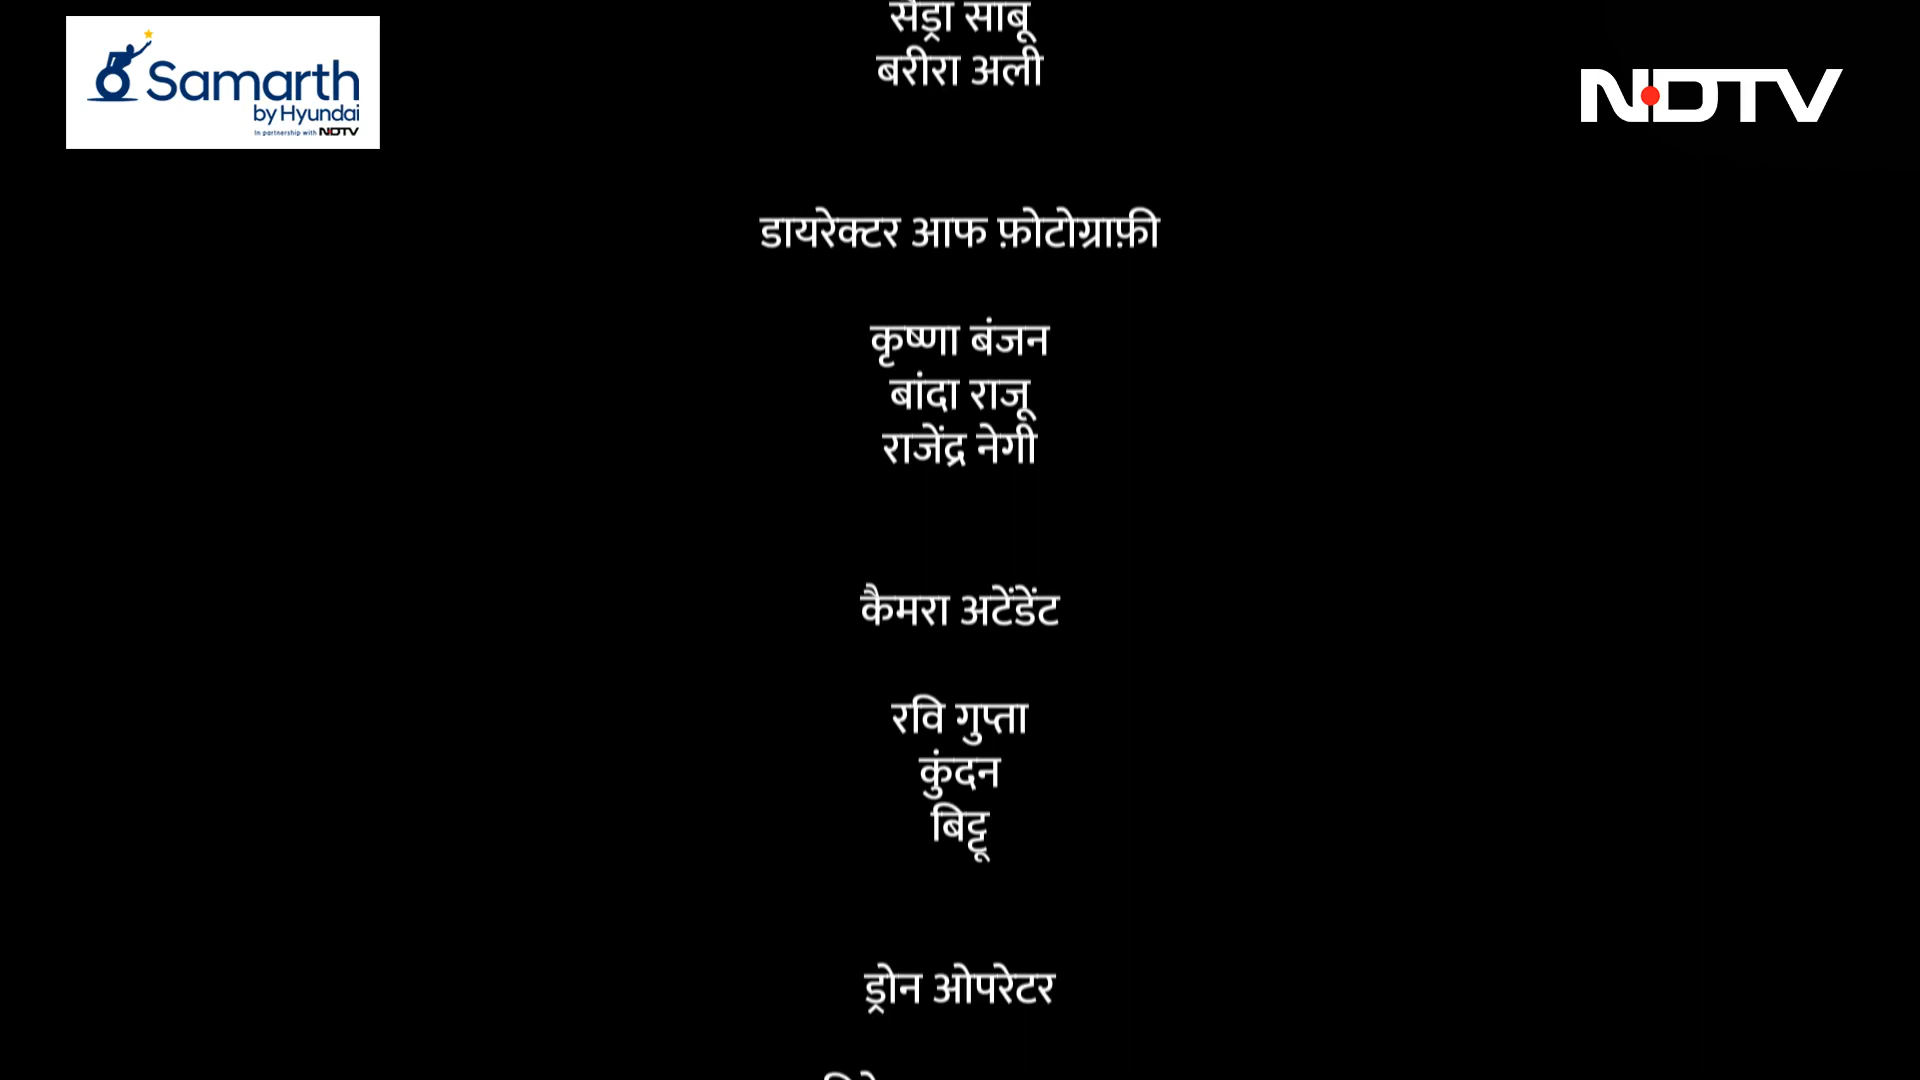 सेंड्रा साबू
बरीरा अली
Samarth
by Hyundai
In partnership with NDTV
NDTV
डायरेक्टर आफ फ़ोटोग्राफ़ी
कृष्णा बंजन
बांदा राजू
राजेंद्र नेगी
कैमरा अटेंडेंट
रवि गुप्ता
कुंदन
बिट्टू
ड्रोन ओपरेटर